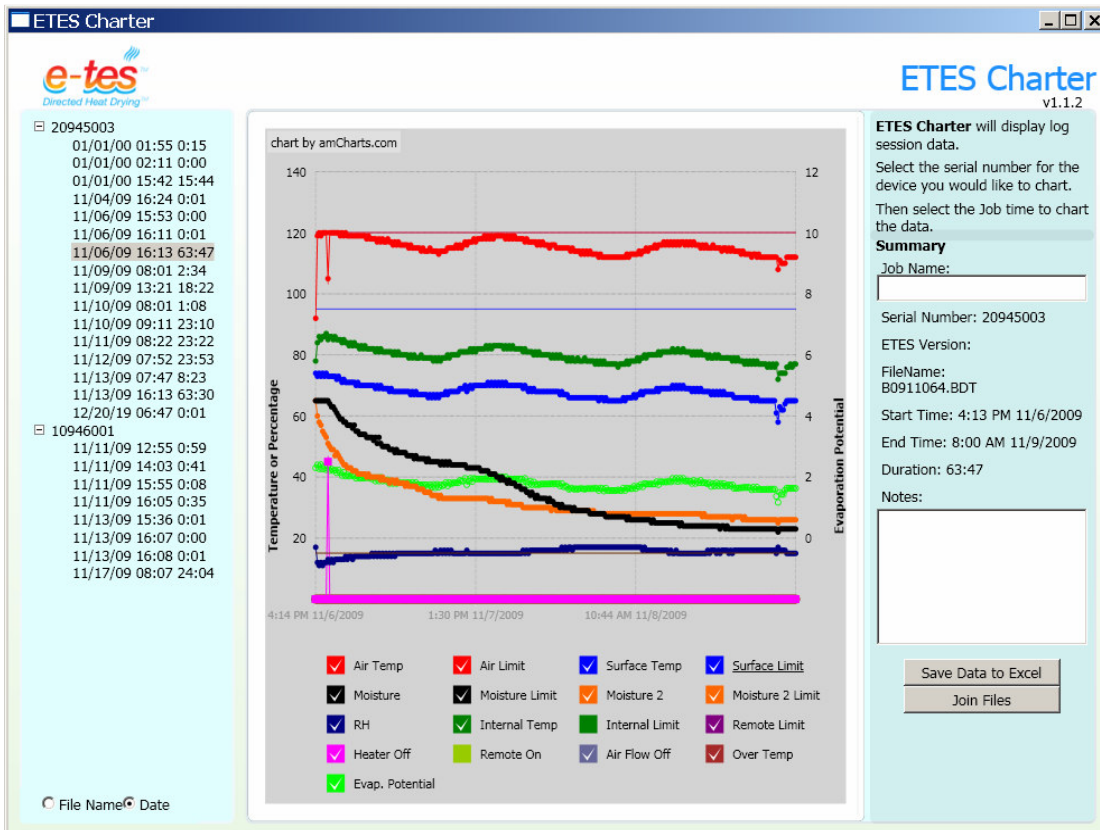 ETES Charter
e-tes™
Directed Heat Drying™
ETES Charter
v1.1.2
20945003
01/01/00 01:55 0:15
01/01/00 02:11 0:00
01/01/00 15:42 15:44
11/04/09 16:24 0:01
11/06/09 15:53 0:00
11/06/09 16:11 0:01
11/06/09 16:13 63:47
11/09/09 08:01 2:34
11/09/09 13:21 18:22
11/10/09 08:01 1:08
11/10/09 09:11 23:10
11/11/09 08:22 23:22
11/12/09 07:52 23:53
11/13/09 07:47 8:23
11/13/09 16:13 63:30
12/20/19 06:47 0:01
10946001
11/11/09 12:55 0:59
11/11/09 14:03 0:41
11/11/09 15:55 0:08
11/11/09 16:05 0:35
11/13/09 15:36 0:01
11/13/09 16:07 0:00
11/13/09 16:08 0:01
11/17/09 08:07 24:04
File Name Date
chart by amCharts.com
140
120
100
80
60
40
20
Temperature or Percentage
12
10
8
6
4
2
0
Evaporation Potential
4:14 PM 11/6/2009 1:30 PM 11/7/2009 10:44 AM 11/8/2009
Air Temp Air Limit Surface Temp Surface Limit
Moisture Moisture Limit Moisture 2 Moisture 2 Limit
RH Internal Temp Internal Limit Remote Limit
Heater Off Remote On Air Flow Off Over Temp
Evap. Potential
ETES Charter will display log
session data.
Select the serial number for the
device you would like to chart.
Then select the Job time to chart
the data.
Summary
Job Name:
Serial Number: 20945003
ETES Version:
FileName:
B0911064.BDT
Start Time: 4:13 PM 11/6/2009
End Time: 8:00 AM 11/9/2009
Duration: 63:47
Notes:
Save Data to Excel
Join Files